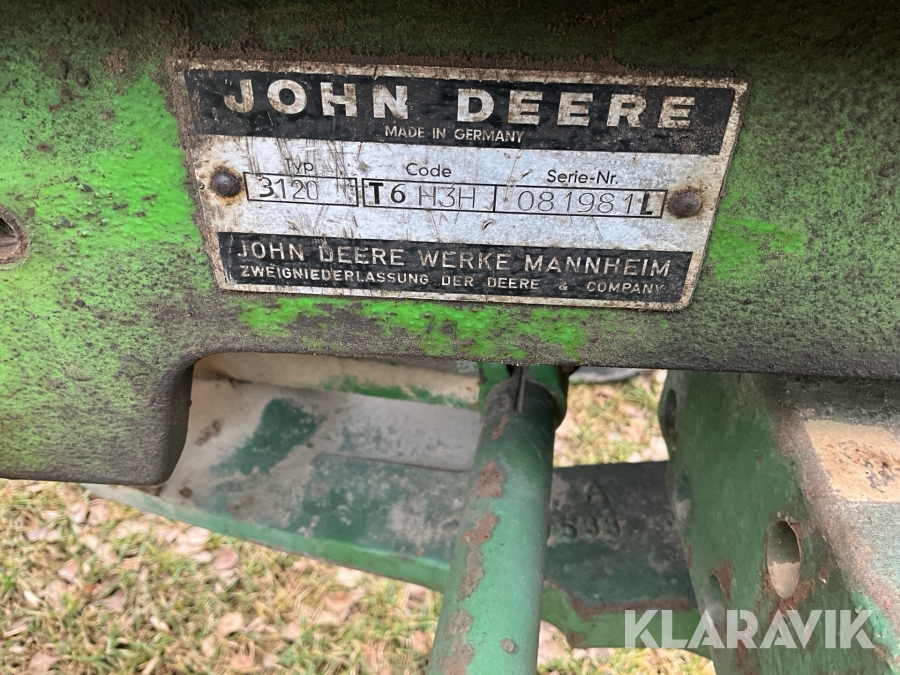 JOHN DEERE
MADE IN GERMANY
Typ Code Serie-Nr.
3120 T6 H3H 081981L
JOHN DEERE WERKE MANNHEIM
ZWEIGNIEDERLASSUNG DER DEERE & COMPANY
KLARAVIK